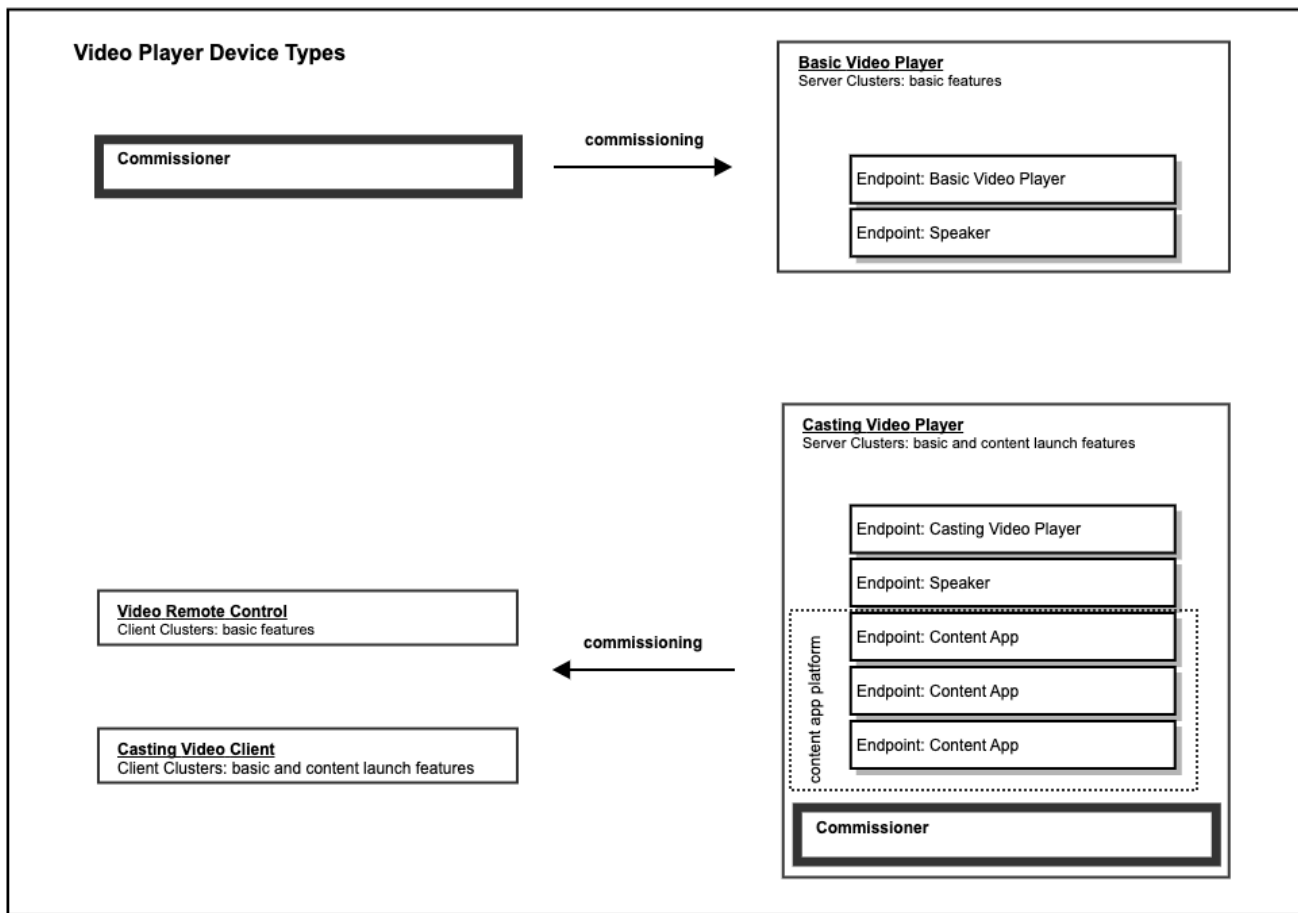 Video Player Device Types
Commissioner
commissioning
Basic Video Player
Server Clusters: basic features
Endpoint: Basic Video Player
Endpoint: Speaker
Video Remote Control
Client Clusters: basic features
Casting Video Client
Client Clusters: basic and content launch features
commissioning
Casting Video Player
Server Clusters: basic and content launch features
Endpoint: Casting Video Player
Endpoint: Speaker
content app platform
Endpoint: Content App
Endpoint: Content App
Endpoint: Content App
Commissioner